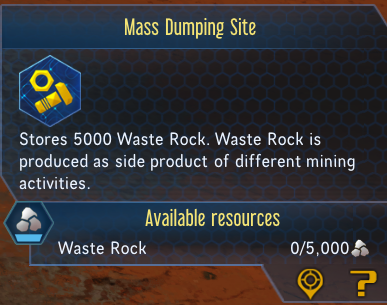 Mass Dumping Site
Stores 5000 Waste Rock. Waste Rock is
produced as side product of different mining
activities.
Available resources
Waste Rock 0/5,000